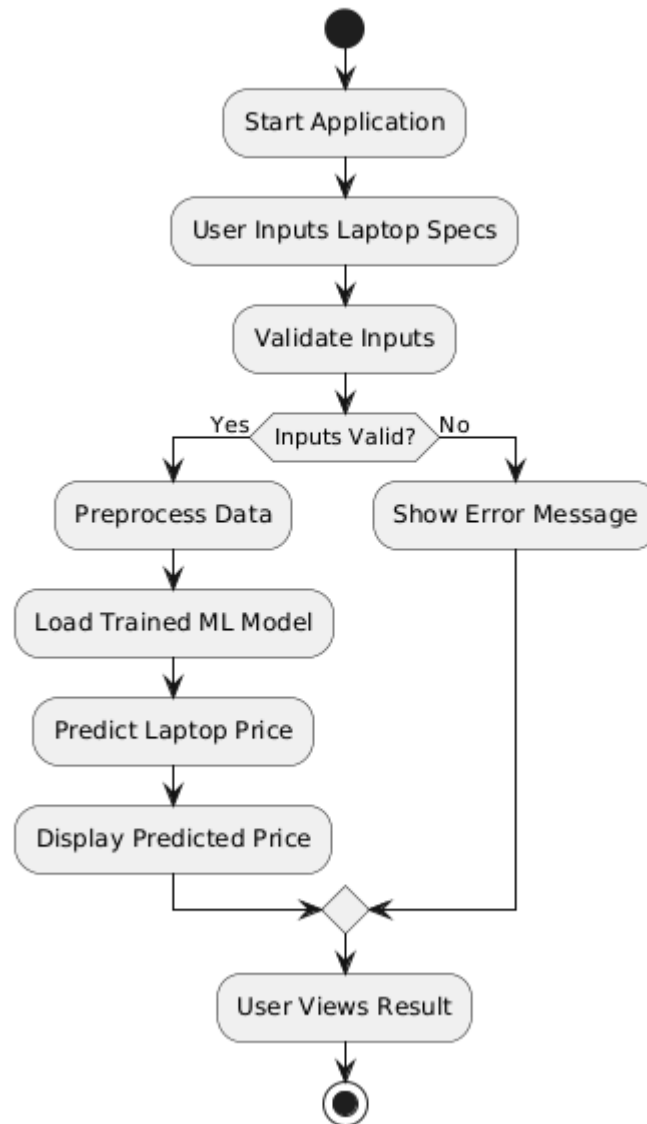 Start Application
User Inputs Laptop Specs
Validate Inputs
Yes
Inputs Valid?
No
Preprocess Data
Show Error Message
Load Trained ML Model
Predict Laptop Price
Display Predicted Price
User Views Result